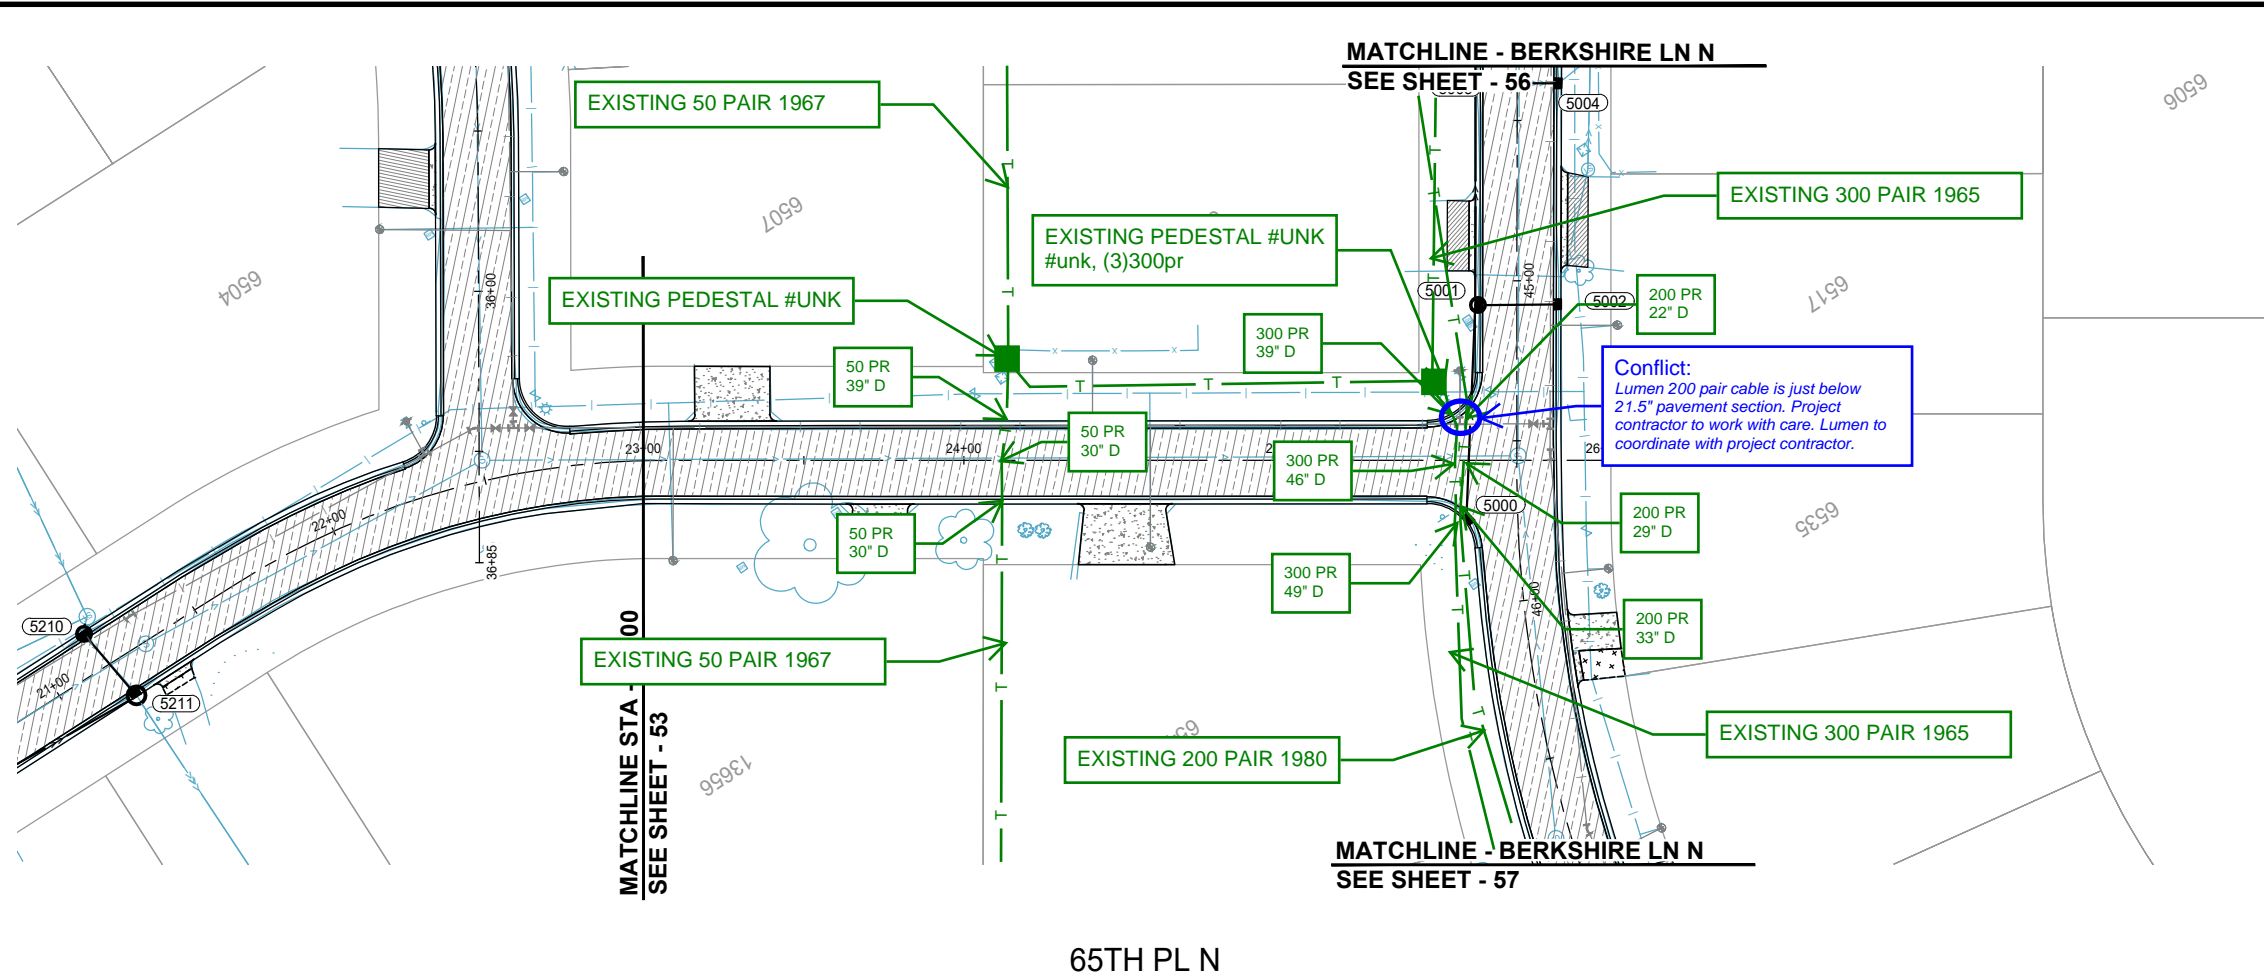 MATCHLINE - BERKSHIRE LN N
SEE SHEET - 56
EXISTING 50 PAIR 1967
5004
6506
EXISTING 300 PAIR 1965
6507
EXISTING PEDESTAL #UNK
#unk, (3)300pr
6504
36+00
EXISTING PEDESTAL #UNK
5001
45+00
5002
200 PR
22" D
6517
300 PR
39" D
50 PR
39" D
Conflict:
Lumen 200 pair cable is just below
21.5" pavement section. Project
contractor to work with care. Lumen to
coordinate with project contractor.
50 PR
30" D
23+00
24+00
300 PR
46" D
26
5000
200 PR
29" D
6535
22+00
50 PR
30" D
36+85
300 PR
49" D
46+00
200 PR
33" D
5210
EXISTING 50 PAIR 1967
21+00
5211
MATCHLINE STA - 00
SEE SHEET - 53
13656
EXISTING 200 PAIR 1980
EXISTING 300 PAIR 1965
MATCHLINE - BERKSHIRE LN N
SEE SHEET - 57
65TH PL N